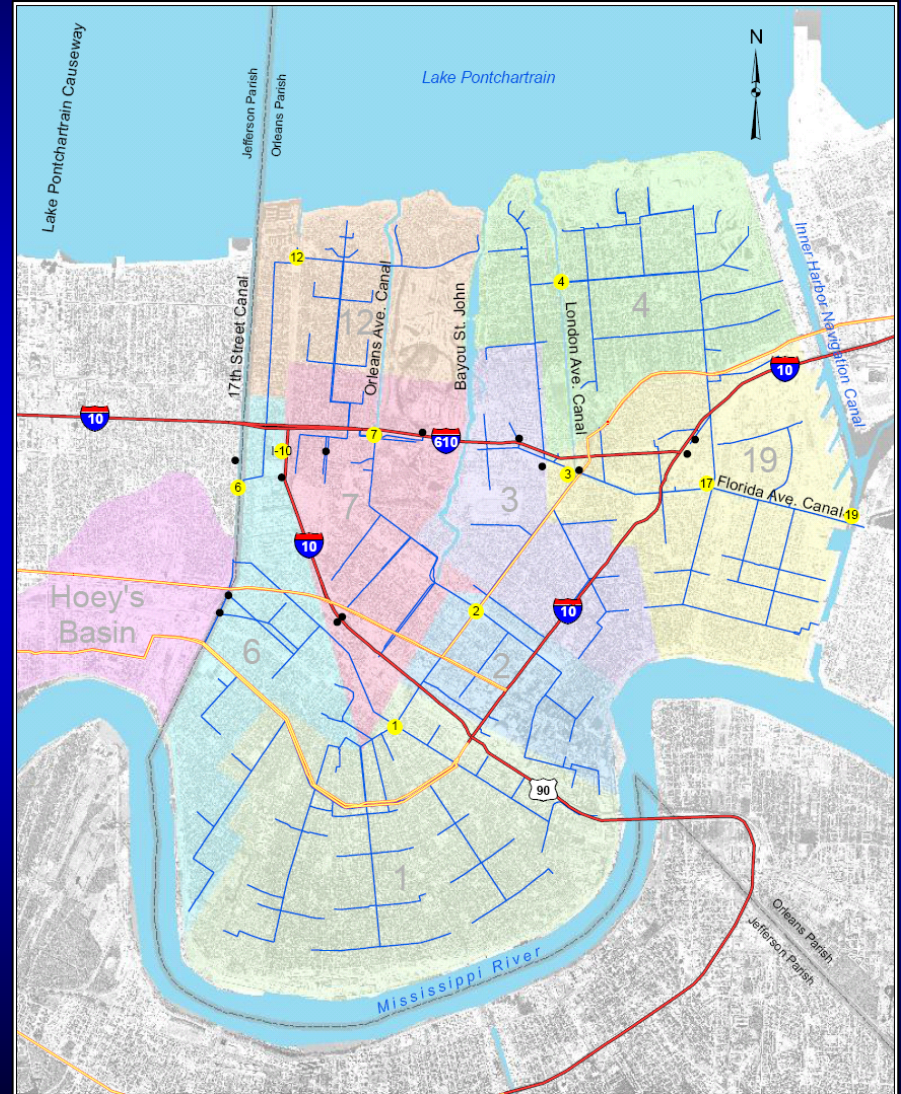 N
Lake Pontchartrain
Lake Pontchartrain Causeway
Jefferson Parish
Orleans Parish
Inner Harbor Navigation Canal
12
4
17th Street Canal
12
Orleans Ave. Canal
Bayou St. John
London Ave. Canal
4
10
10
7
610
I-10
6
3
17
19
Florida Ave. Canal
19
7
3
10
Hoey's
Basin
2
10
6
2
1
90
1
Orleans Parish
Jefferson Parish
Mississippi River